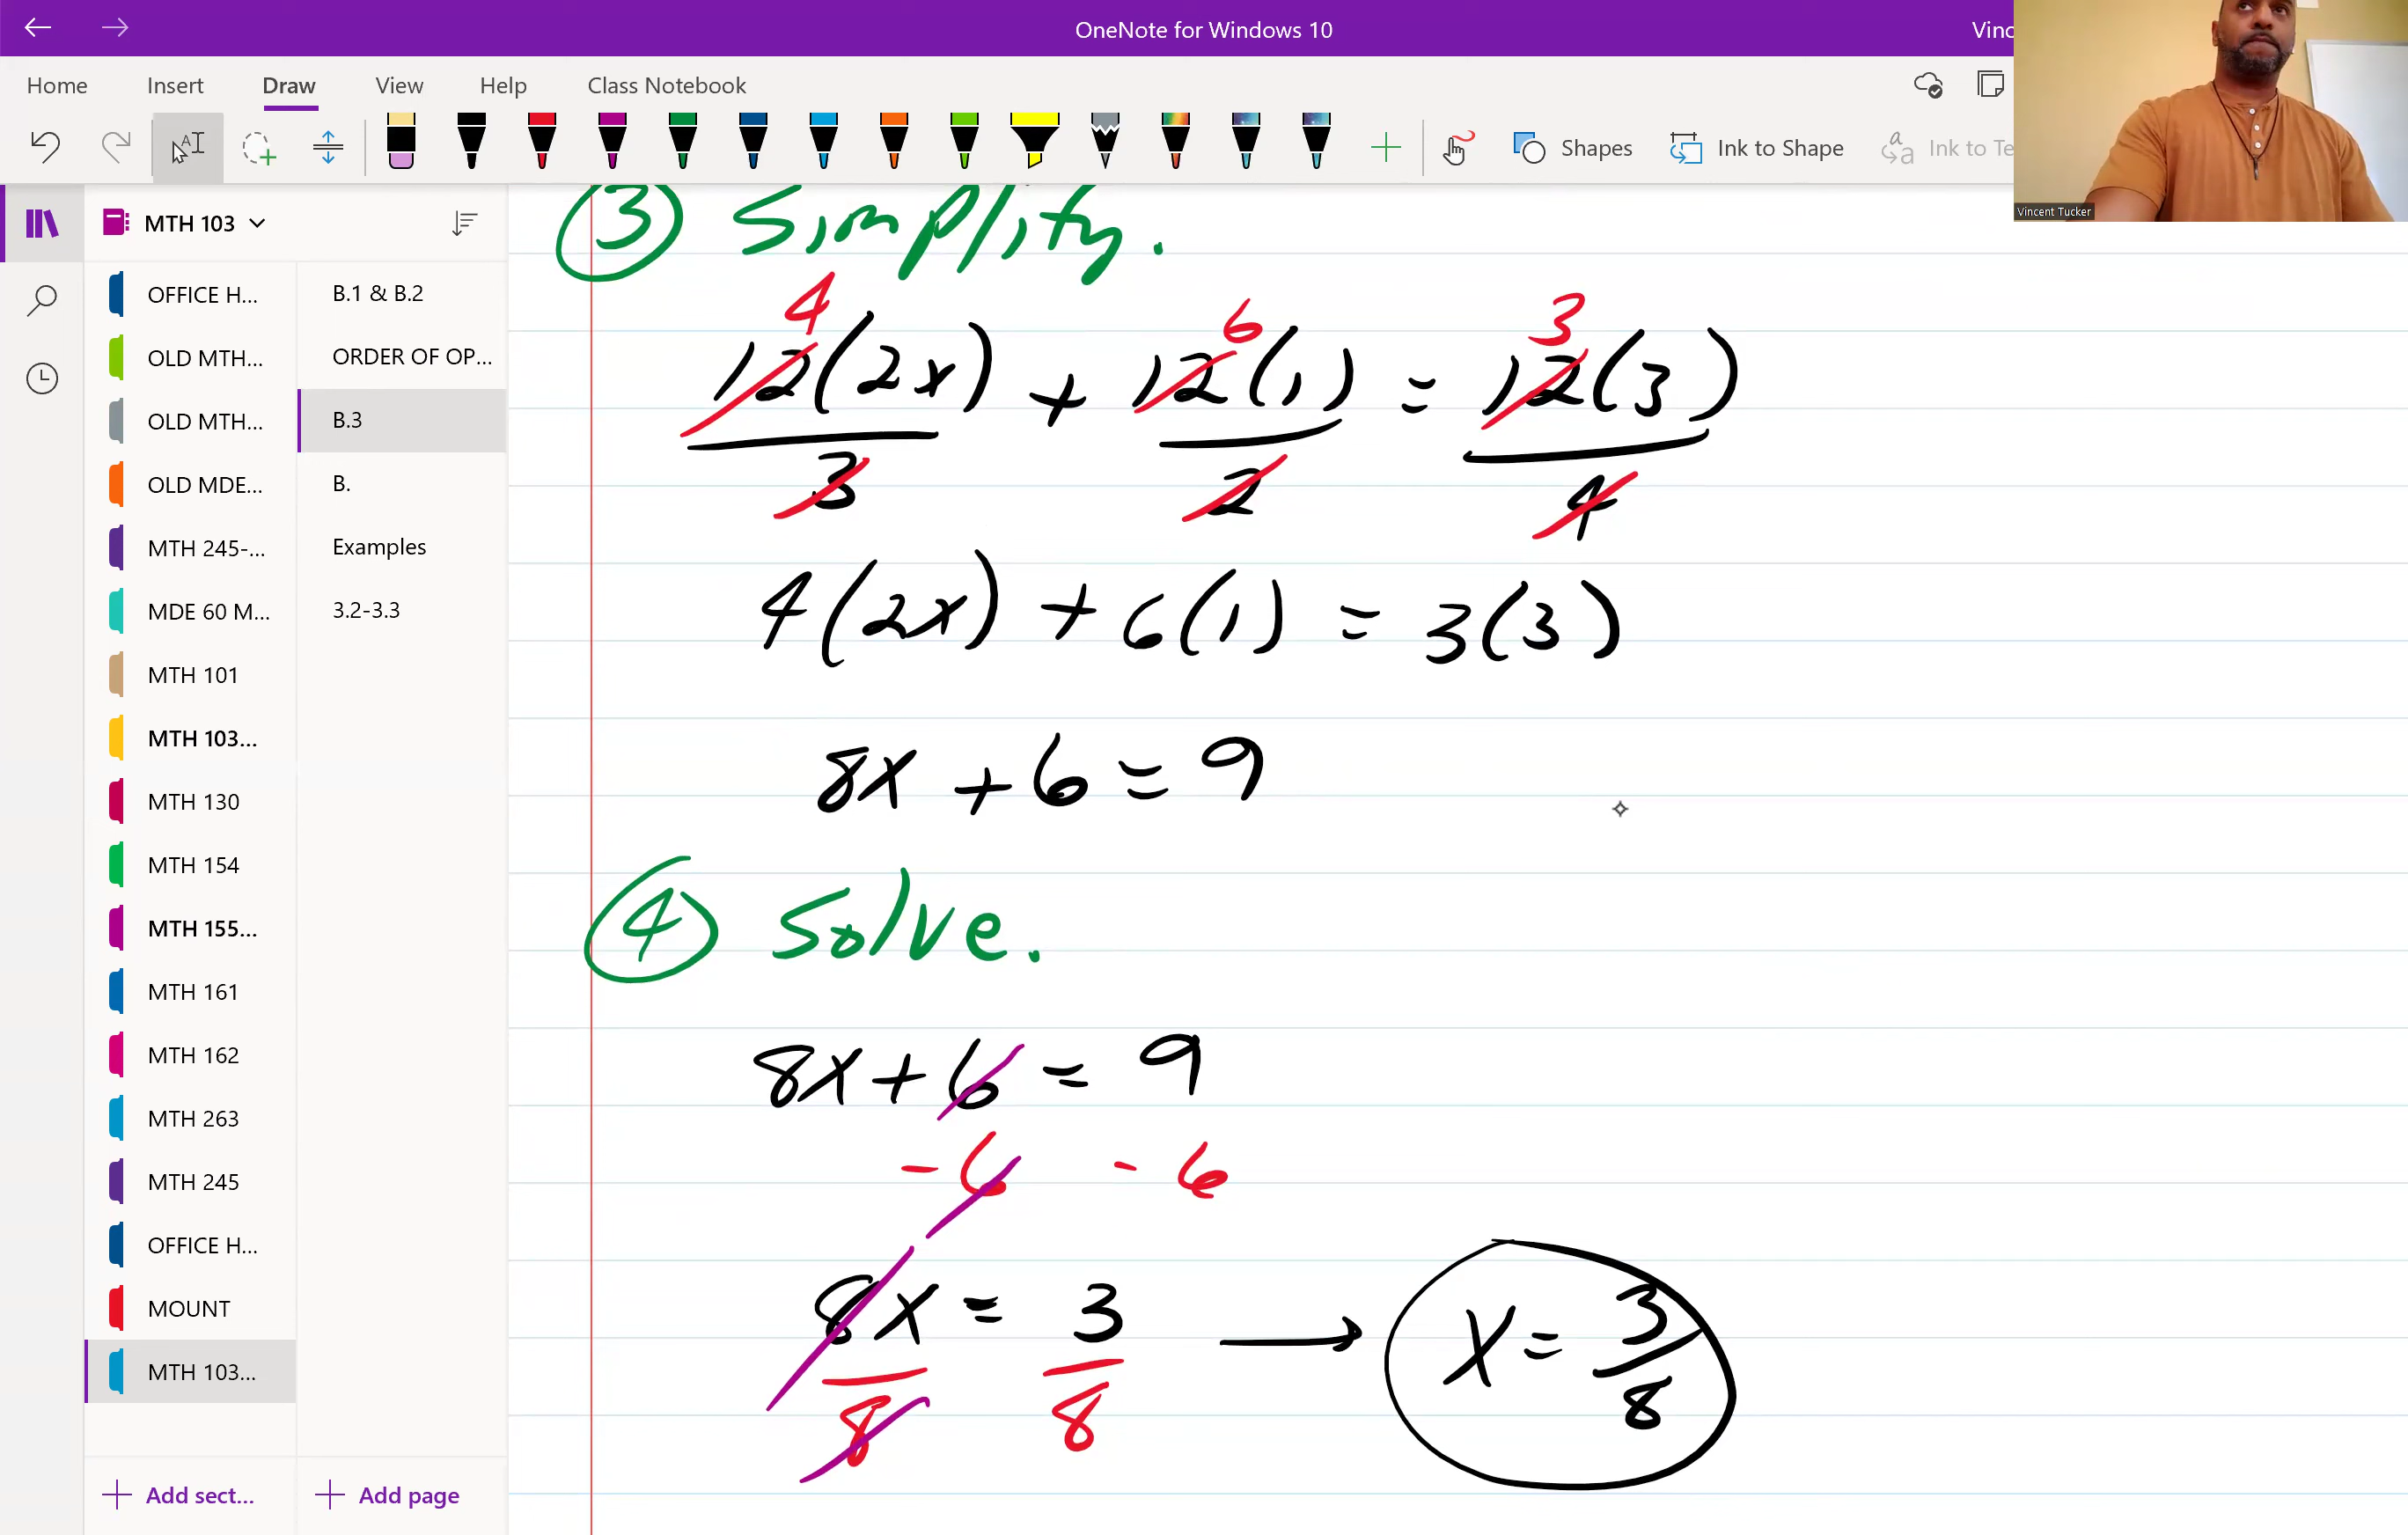 OneNote for Windows 10
Vinc
Home Insert Draw View Help Class Notebook
Shapes Ink to Shape Ink to Te
Vincent Tucker
MTH 103
OFFICE H...
OLD MTH...
OLD MTH...
OLD MDE...
MTH 245-...
MDE 60 M...
MTH 101
MTH 103...
MTH 130
MTH 154
MTH 155...
MTH 161
MTH 162
MTH 263
MTH 245
OFFICE H...
MOUNT
MTH 103...
Add sect...
B.1 & B.2
ORDER OF OP...
B.3
B.
Examples
3.2-3.3
Add page
3 Simplify.
4 6 3
12(2x) + 12(1) = 12(3)
3 2 4
4(2x) + 6(1) = 3(3)
8x + 6 = 9
4 Solve.
8x + 6 = 9
-6 -6
8x = 3 → x = 3/8
8 8